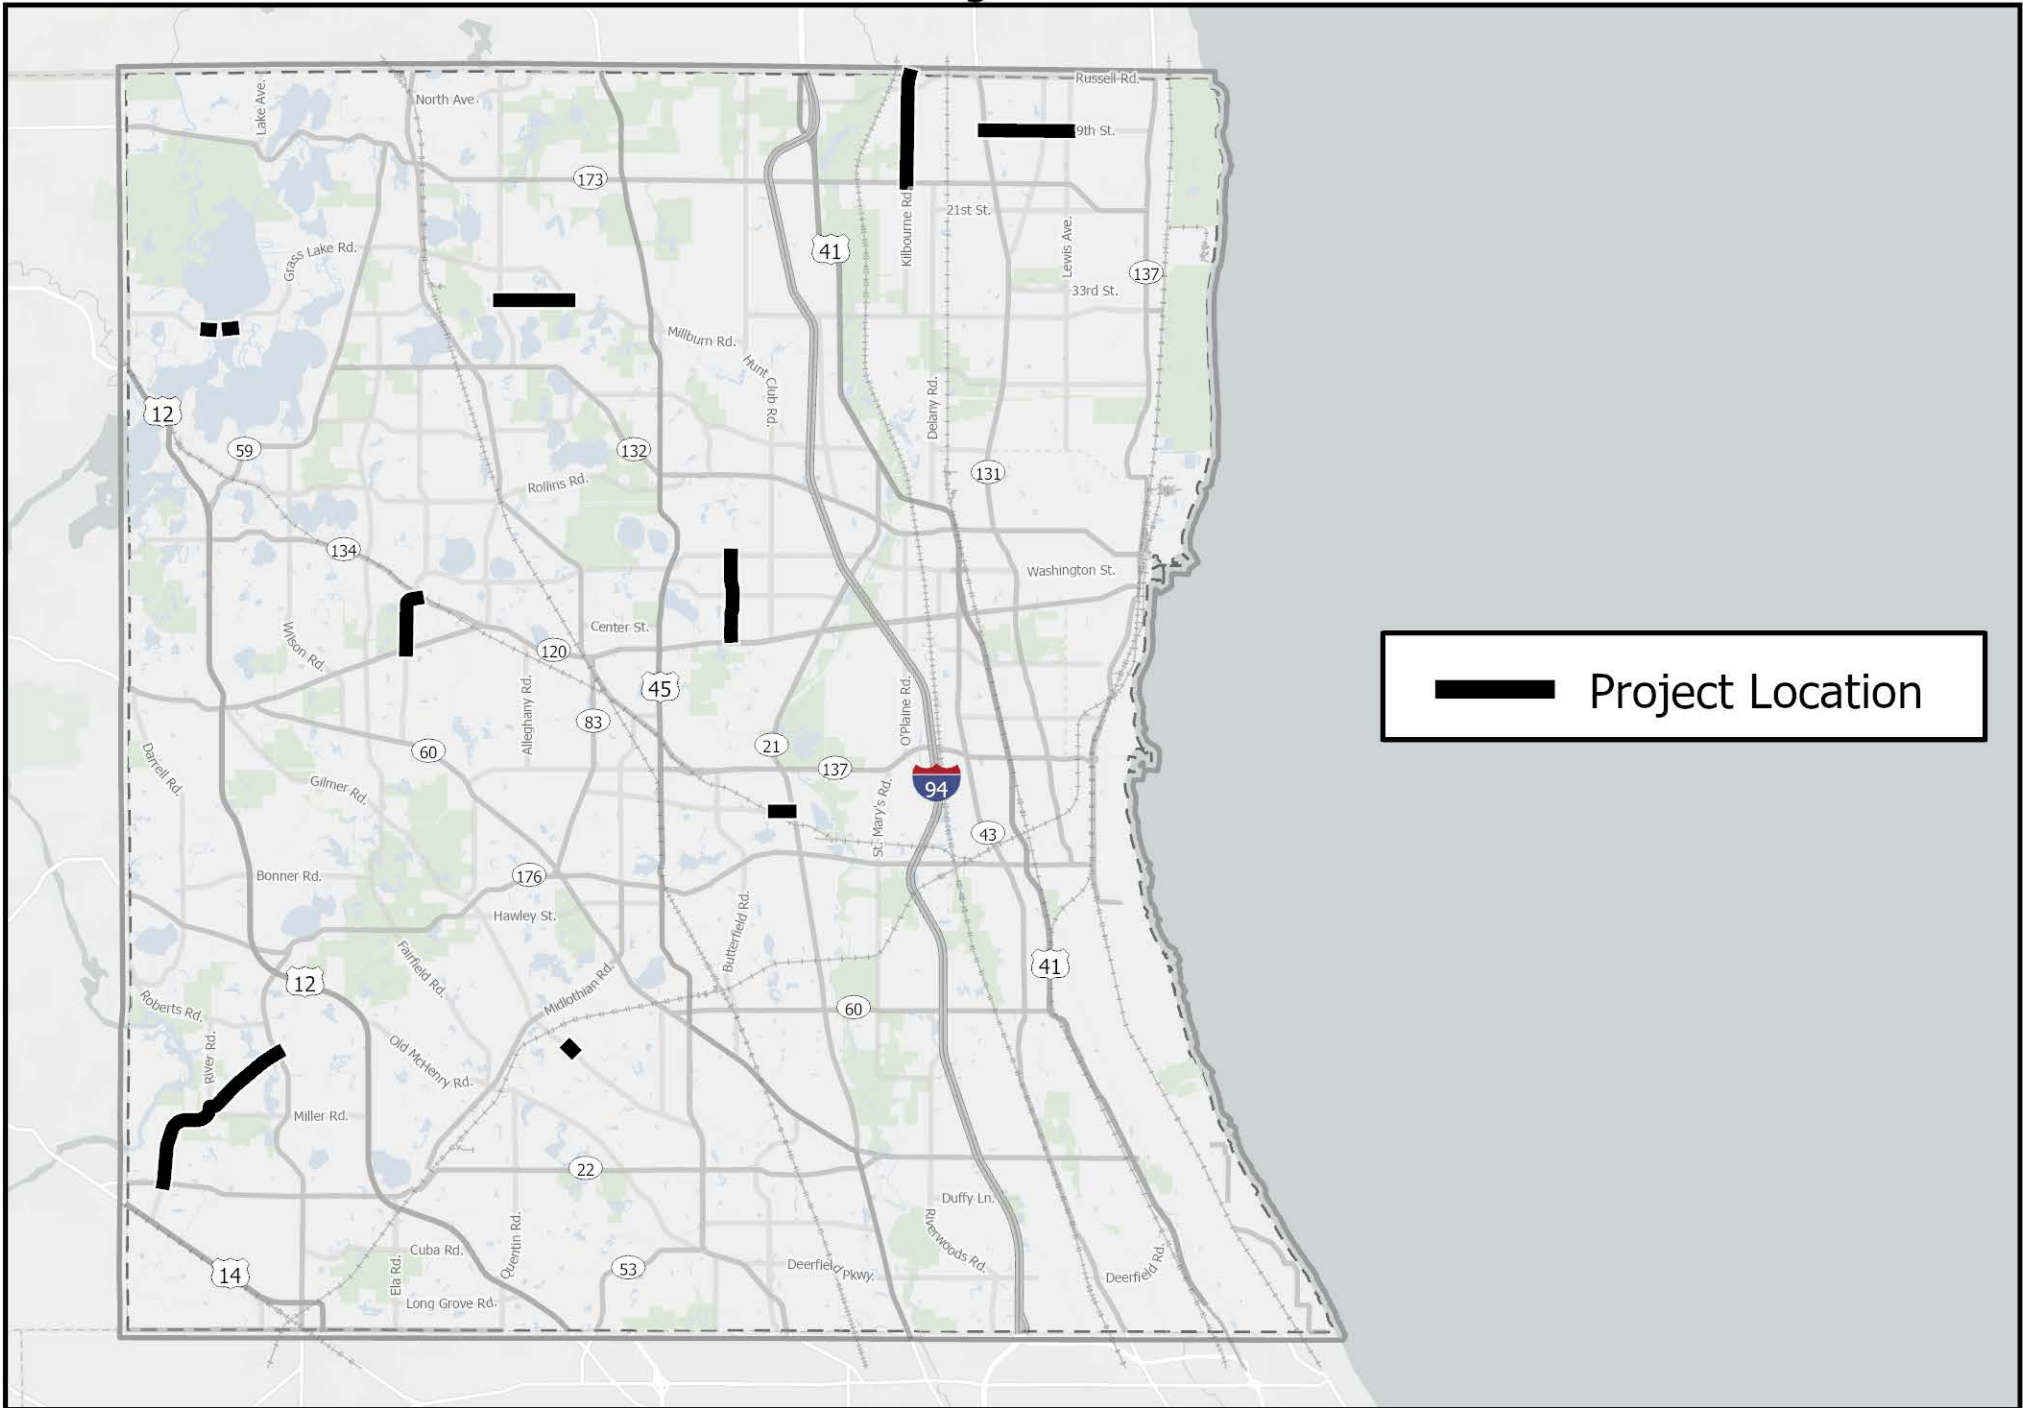 Russell Rd.
Lake Ave.
North Ave.
9th St.
173
Kilbourne Rd.
21st St.
Lewis Ave.
41
Grass Lake Rd.
137
33rd St.
Millburn Rd.
Hunt Club Rd.
Delany Rd.
12
59
132
131
Rollins Rd.
134
Washington St.
Center St.
Wilson Rd.
120
45
Project Location
Alleghany Rd.
O'Plaine Rd.
83
21
60
137
Darrell Rd.
Gilmer Rd.
94
St. Mary's Rd.
43
Bonner Rd.
176
Hawley St.
Butterfield Rd.
Fairfield Rd.
41
12
Midlothian Rd.
Roberts Rd.
60
River Rd.
Old McHenry Rd.
Miller Rd.
22
Duffy Ln.
Riverwoods Rd.
Quentin Rd.
Cuba Rd.
Ela Rd.
53
Deerfield Pkwy.
Deerfield Rd.
14
Long Grove Rd.